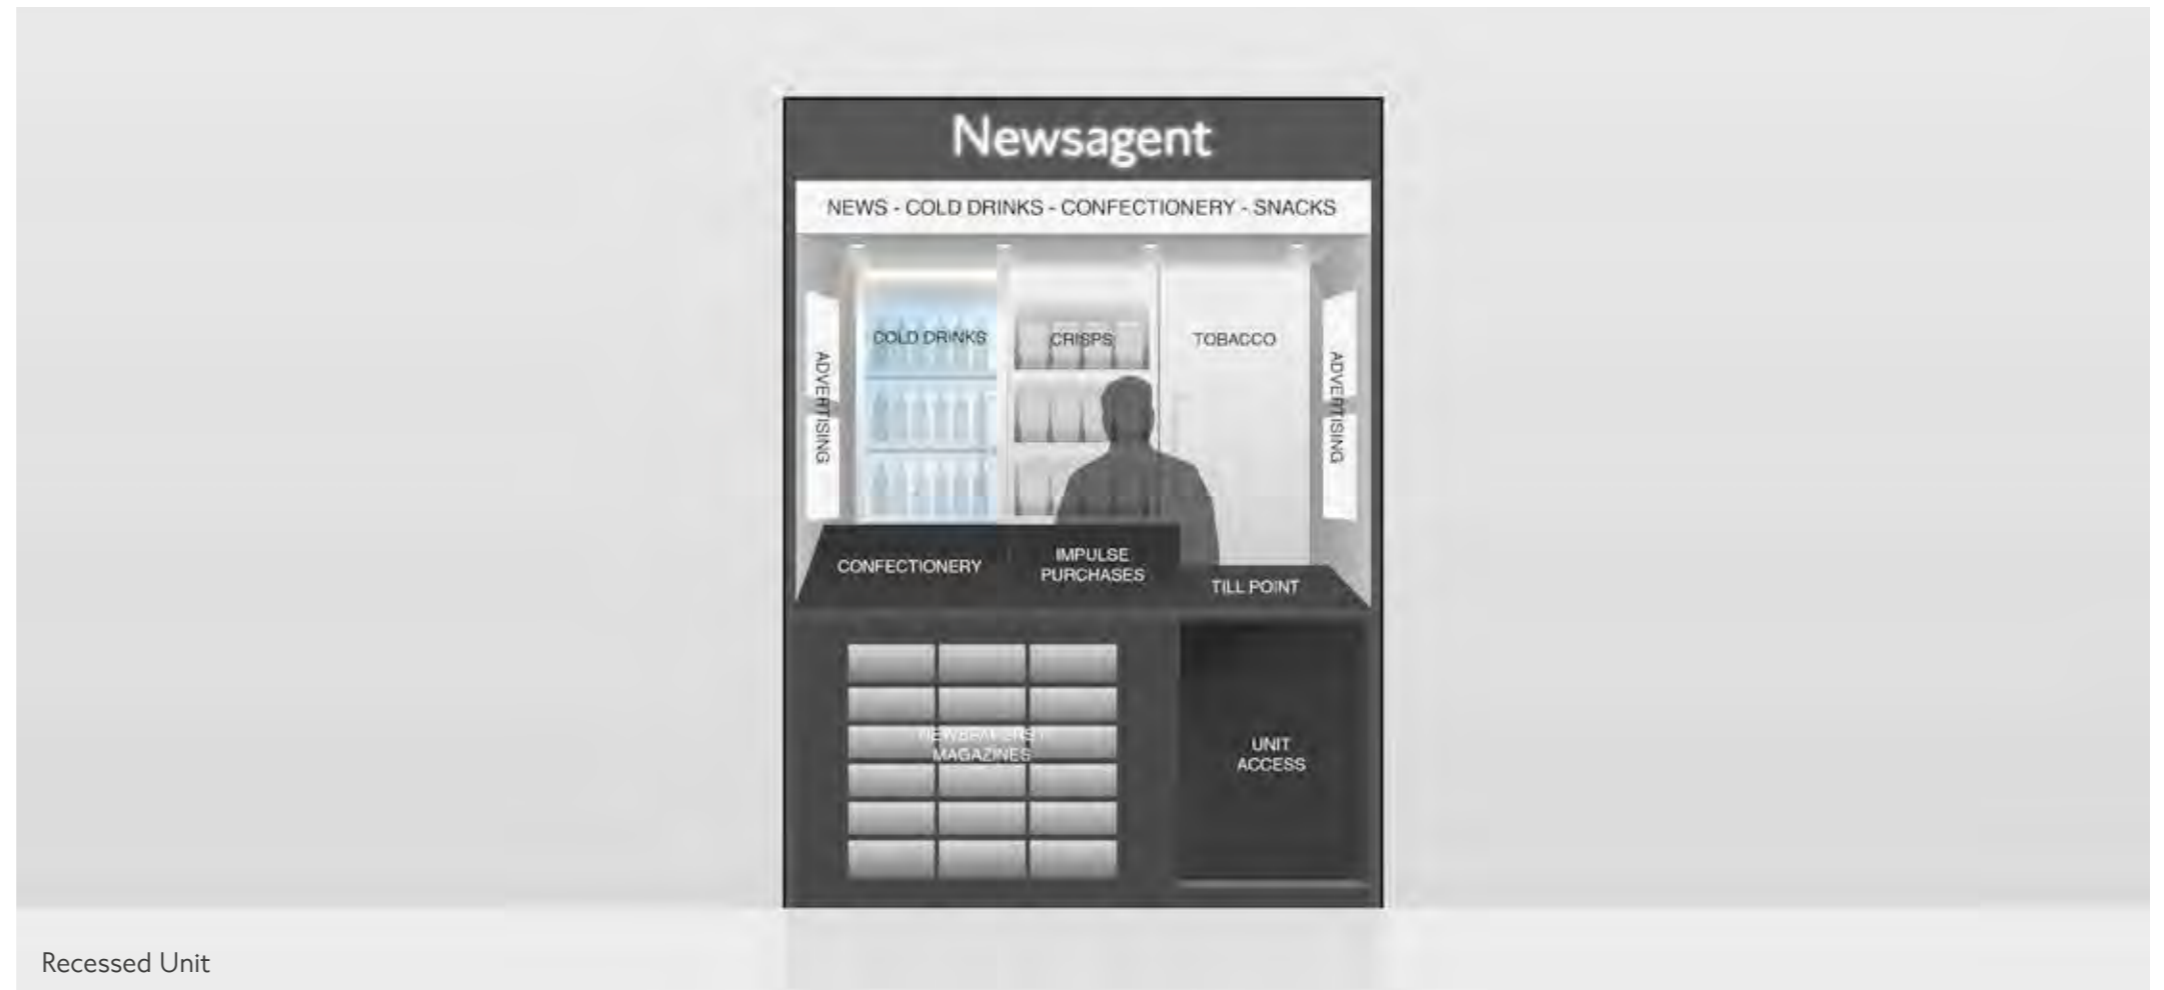 Newsagent
NEWS - COLD DRINKS - CONFECTIONERY - SNACKS
COLD DRINKS
CRISPS
TOBACCO
ADVERTISING
ADVERTISING
CONFECTIONERY
IMPULSE
PURCHASES
TILL POINT
NEWSPAPERS
MAGAZINES
UNIT
ACCESS
Recessed Unit